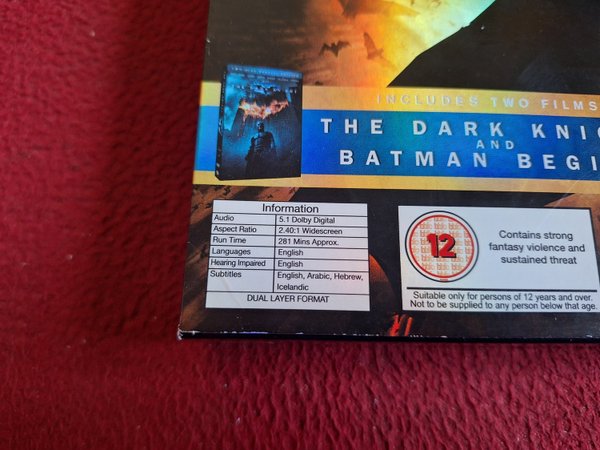 INCLUDES TWO FILMS
THE DARK KNIG
AND
BATMAN BEGI
Information
Audio 5.1 Dolby Digital
Aspect Ratio 2.40:1 Widescreen
Run Time 281 Mins Approx.
Languages English
Hearing Impaired English
Subtitles English, Arabic, Hebrew,
Icelandic
DUAL LAYER FORMAT
12
Contains strong
fantasy violence and
sustained threat
Suitable only for persons of 12 years and over.
Not to be supplied to any person below that age.